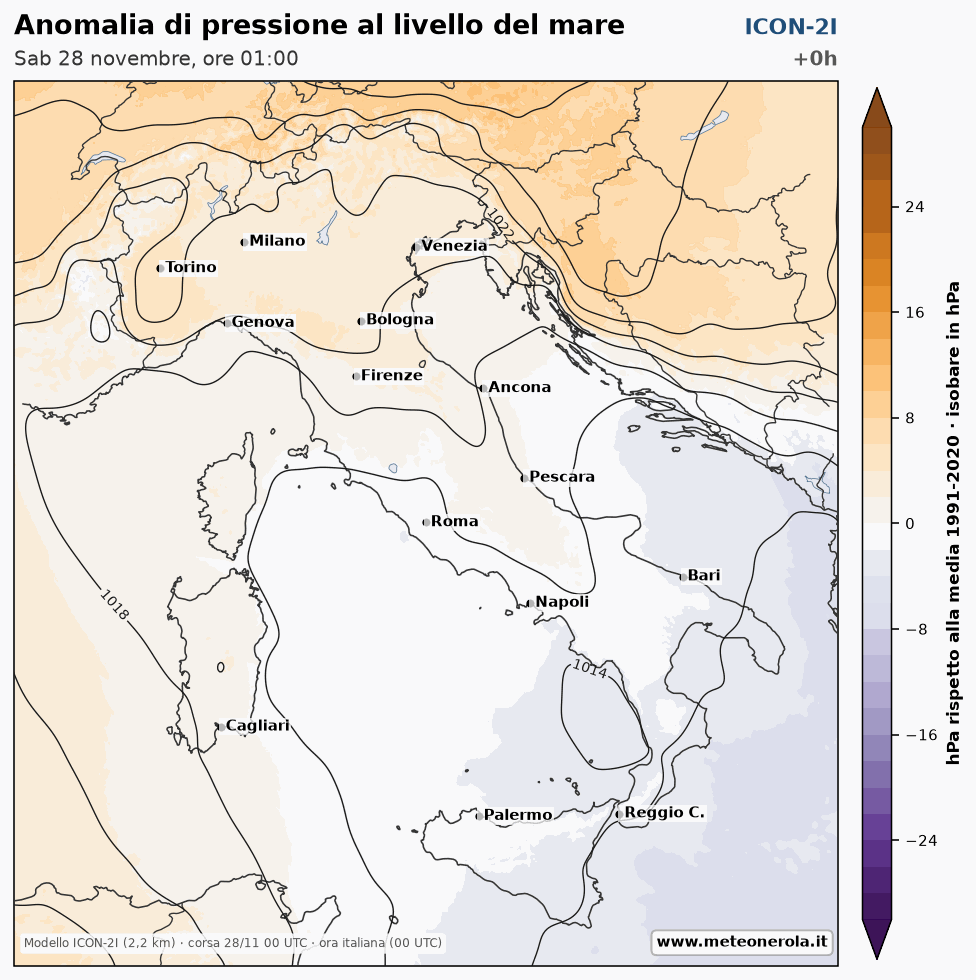 Anomalia di pressione al livello del mare
ICON-2I
Sab 28 novembre, ore 01:00
+0h
Milano
Venezia
Torino
Genova
Bologna
Firenze
Ancona
Pescara
Roma
Bari
1018
Napoli
1014
Cagliari
Palermo
Reggio C.
24
16
8
0
−8
−16
−24
hPa rispetto alla media 1991-2020 · isobare in hPa
Modello ICON-2I (2,2 km) · corsa 28/11 00 UTC · ora italiana (00 UTC)
www.meteonerola.it